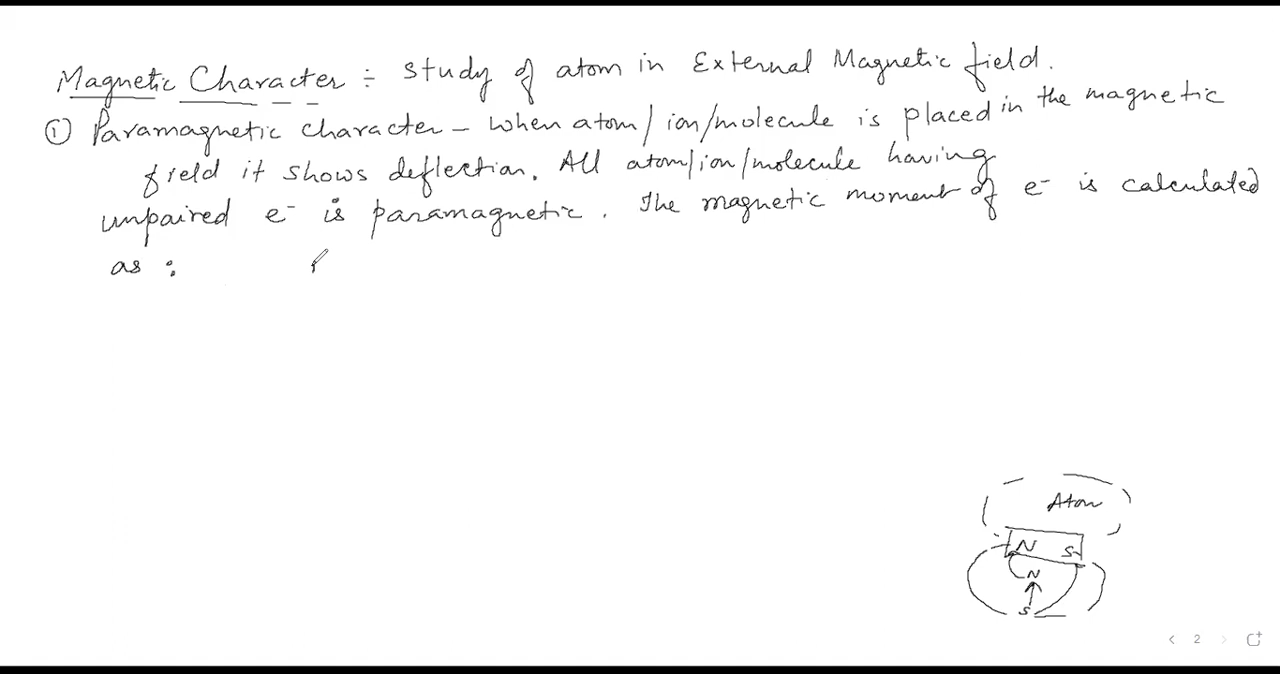 Magnetic Character ÷ study of atom in External Magnetic field.
① Paramagnetic character - When atom/ion/molecule is placed in the magnetic
field it shows deflection. All atom/ion/molecule having
unpaired e⁻ is paramagnetic. The magnetic moment of e⁻ is calculated
as :
Atom
N S
N
S
2